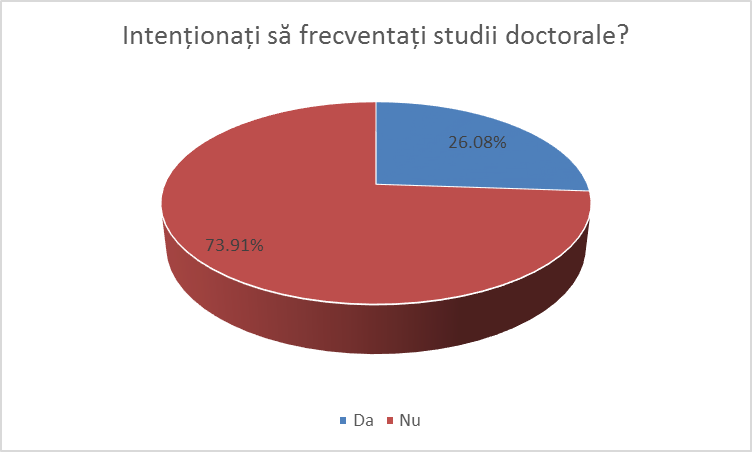 Intenționați să frecventați studii doctorale?
26.08%
73.91%
Da Nu